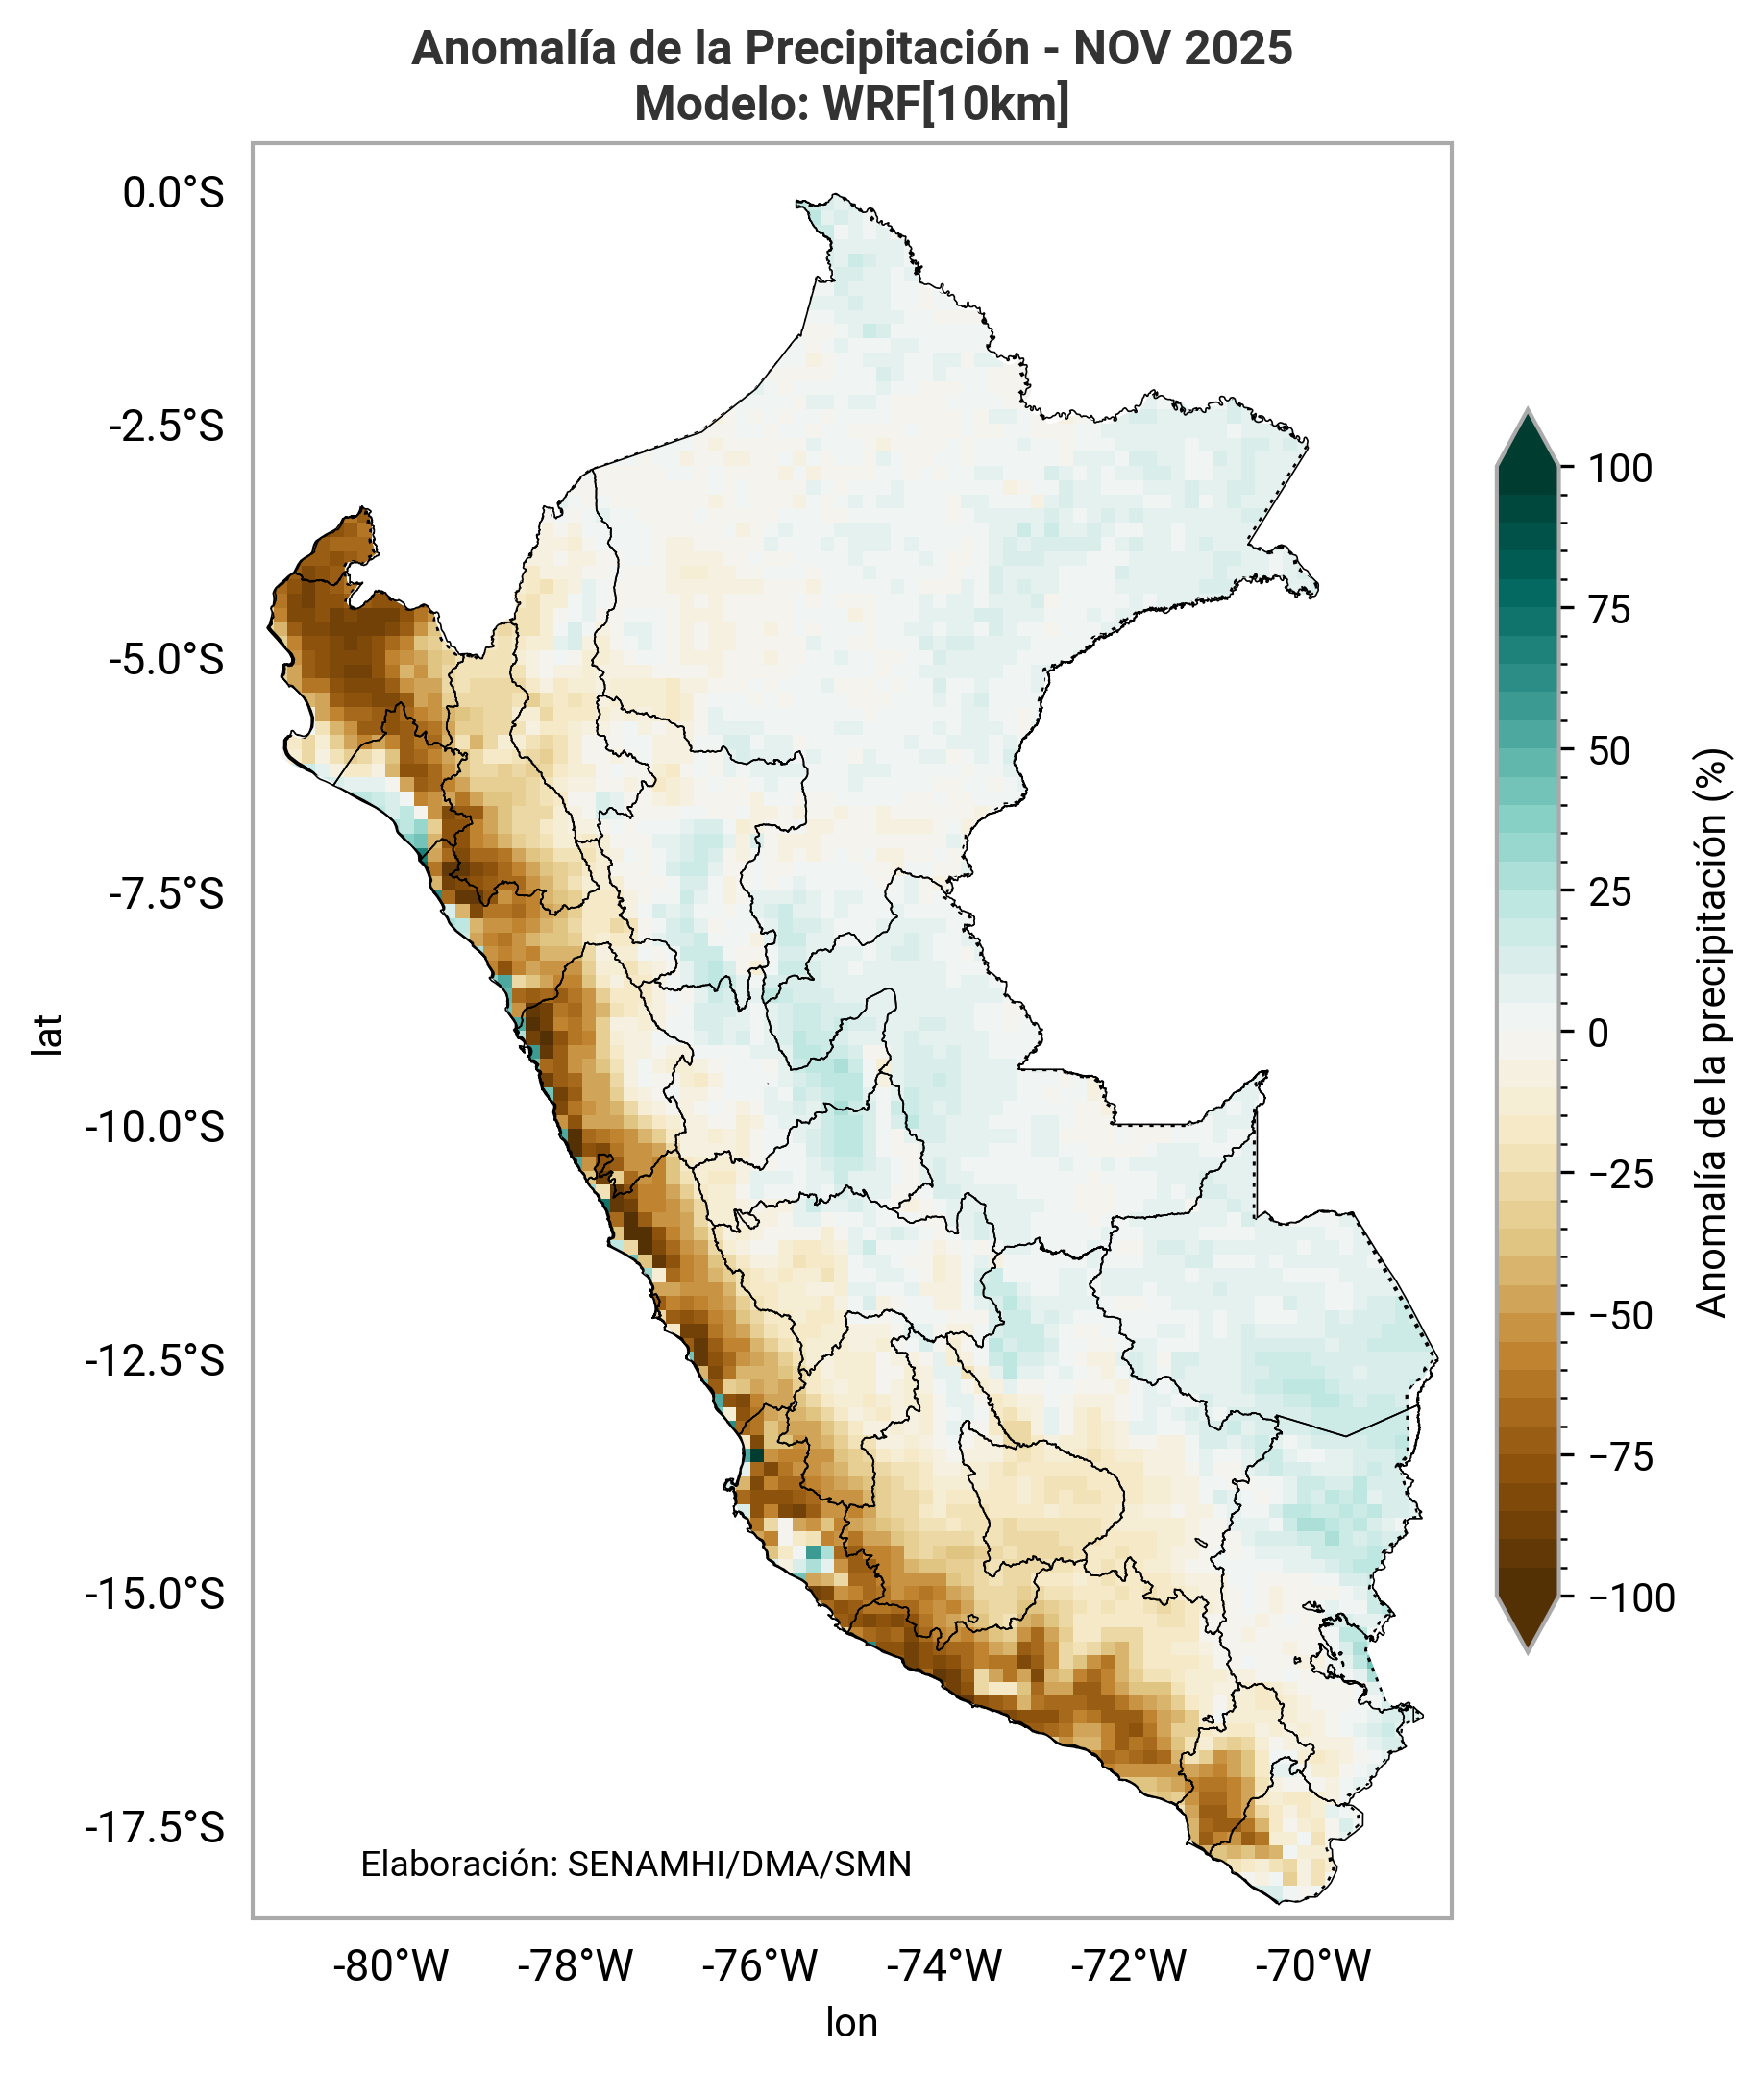 Anomalía de la Precipitación - NOV 2025
Modelo: WRF[10km]
0.0°S
-2.5°S
-5.0°S
-7.5°S
-10.0°S
-12.5°S
-15.0°S
-17.5°S
lat
Elaboración: SENAMHI/DMA/SMN
-80°W -78°W -76°W -74°W -72°W -70°W
lon
100
75
50
25
0
−25
−50
−75
−100
Anomalía de la precipitación (%)